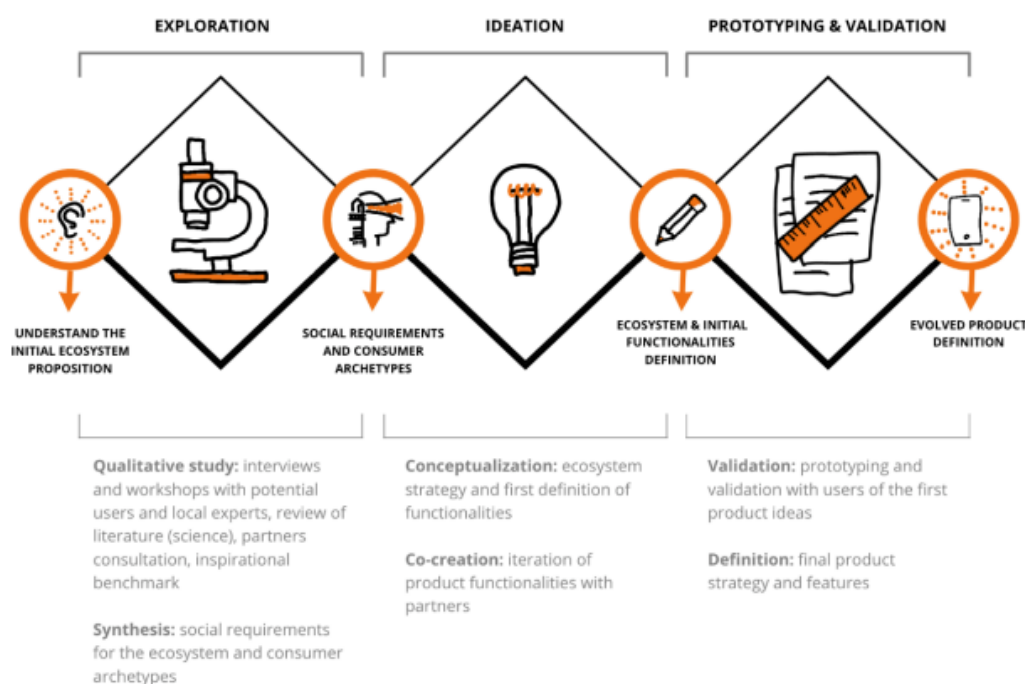 EXPLORATION
IDEATION
PROTOTYPING & VALIDATION
UNDERSTAND THE
INITIAL ECOSYSTEM
PROPOSITION
SOCIAL REQUIREMENTS
AND CONSUMER
ARCHETYPES
ECOSYSTEM & INITIAL
FUNCTIONALITIES
DEFINITION
EVOLVED PRODUCT
DEFINITION
Qualitative study: interviews
and workshops with potential
users and local experts, review of
literature (science), partners
consultation, inspirational
benchmark
Synthesis: social requirements
for the ecosystem and consumer
archetypes
Conceptualization: ecosystem
strategy and first definition of
functionalities
Co-creation: iteration of
product functionalities with
partners
Validation: prototyping and
validation with users of the first
product ideas
Definition: final product
strategy and features